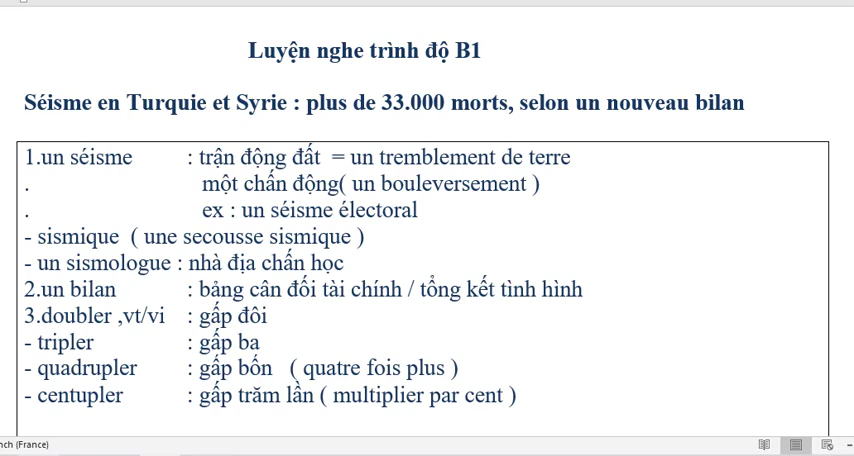 Luyện nghe trình độ B1
Séisme en Turquie et Syrie : plus de 33.000 morts, selon un nouveau bilan
1.un séisme : trận động đất = un tremblement de terre
. một chấn động( un bouleversement )
. ex : un séisme électoral
- sismique ( une secousse sismique )
- un sismologue : nhà địa chấn học
2.un bilan : bảng cân đối tài chính / tổng kết tình hình
3.doubler ,vt/vi : gấp đôi
- tripler : gấp ba
- quadrupler : gấp bốn ( quatre fois plus )
- centupler : gấp trăm lần ( multiplier par cent )
(France)